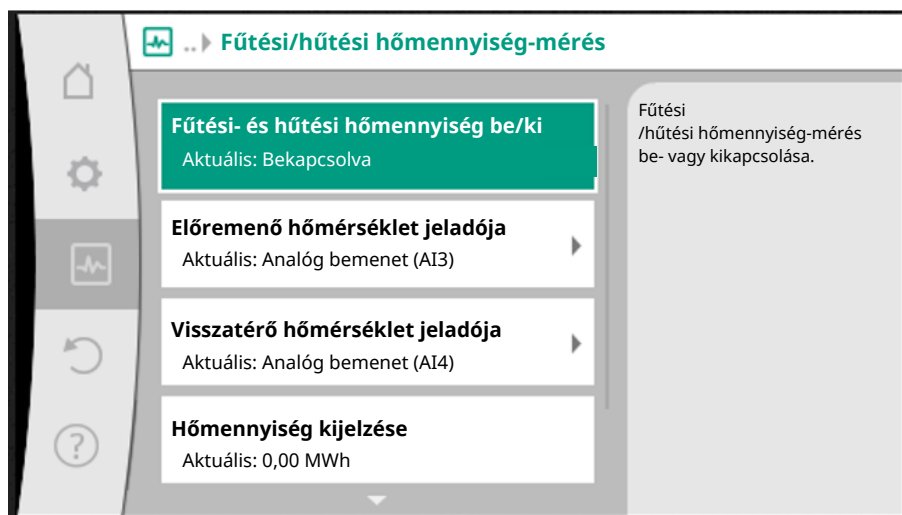 .. Fűtési/hűtési hőmennyiség-mérés
Fűtési- és hűtési hőmennyiség be/ki
Aktuális: Bekapcsolva
Előremenő hőmérséklet jeladója
Aktuális: Analóg bemenet (AI3)
Visszatérő hőmérséklet jeladója
Aktuális: Analóg bemenet (AI4)
Hőmennyiség kijelzése
Aktuális: 0,00 MWh
Fűtési
/hűtési hőmennyiség-mérés
be- vagy kikapcsolása.
?